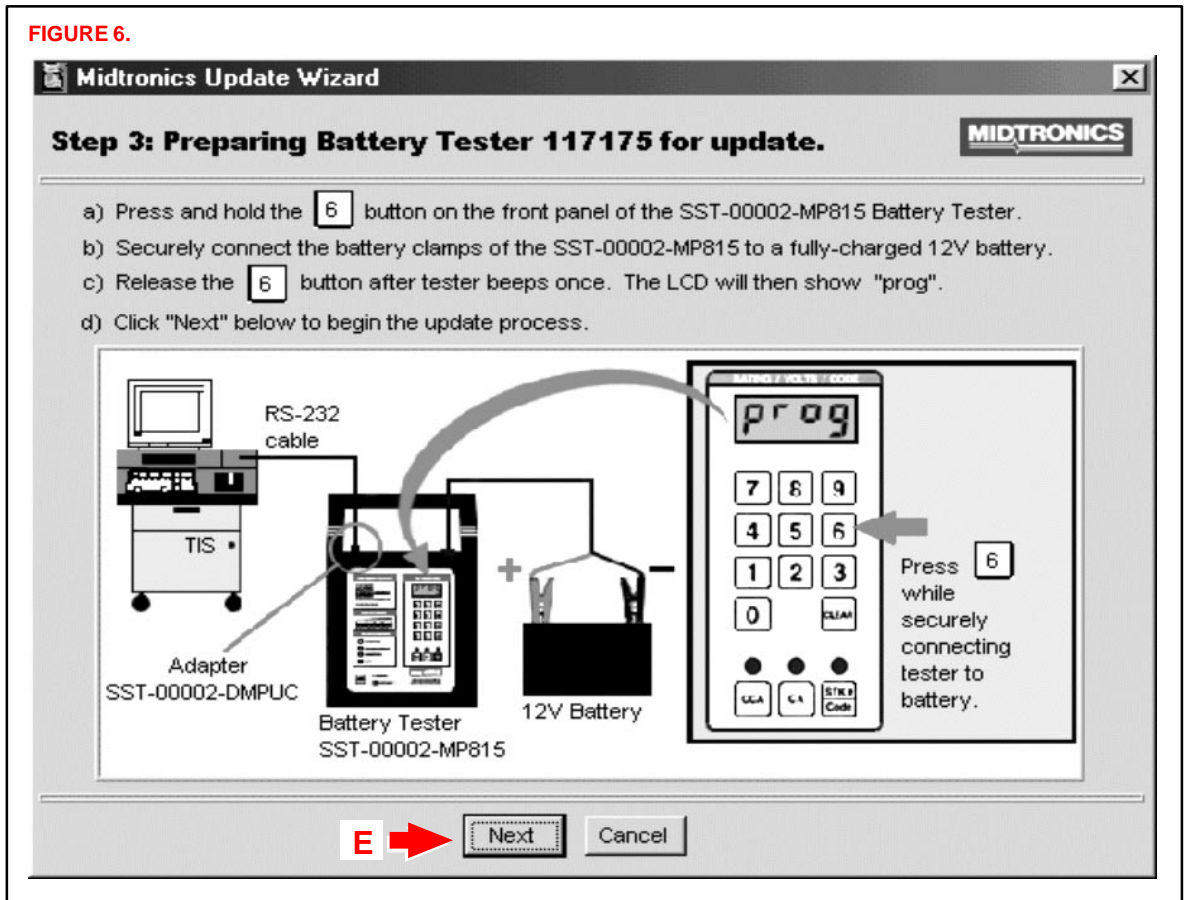 FIGURE 6.
Midtronics Update Wizard
Step 3: Preparing Battery Tester 117175 for update.
MIDTRONICS
a) Press and hold the 6 button on the front panel of the SST-00002-MP815 Battery Tester.
b) Securely connect the battery clamps of the SST-00002-MP815 to a fully-charged 12V battery.
c) Release the 6 button after tester beeps once. The LCD will then show "prog".
d) Click "Next" below to begin the update process.
RS-232
cable
TIS
Adapter
SST-00002-DMPUC
Battery Tester
SST-00002-MP815
+
−
12V Battery
RATING / VOLTS / CODE
prog
7 8 9
4 5 6
1 2 3
0 CLEAR
CCA CA STK # Code
Press 6
while
securely
connecting
tester to
battery.
E
Next Cancel